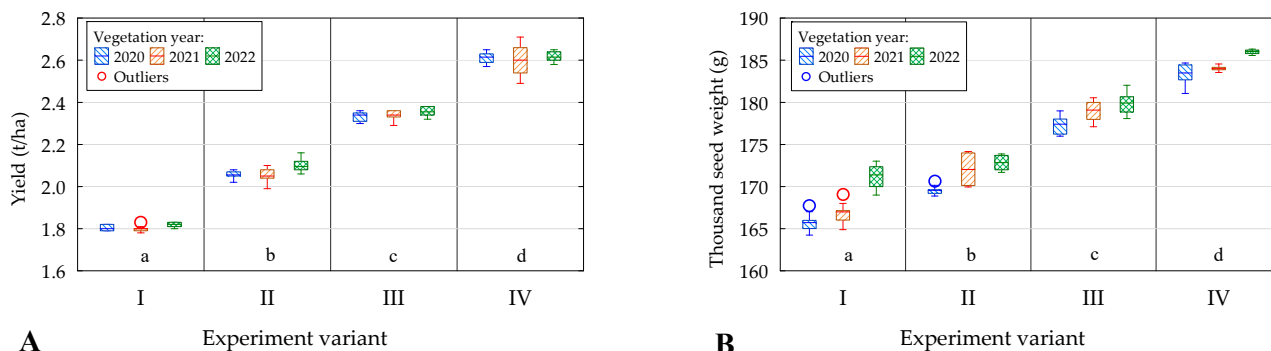 2.8
2.6
2.4
2.2
2.0
1.8
1.6
Yield (t/ha)
Vegetation year:
2020 2021 2022
Outliers
a b c d
I II III IV
A Experiment variant
190
185
180
175
170
165
160
Thousand seed weight (g)
Vegetation year:
2020 2021 2022
Outliers
a b c d
I II III IV
B Experiment variant